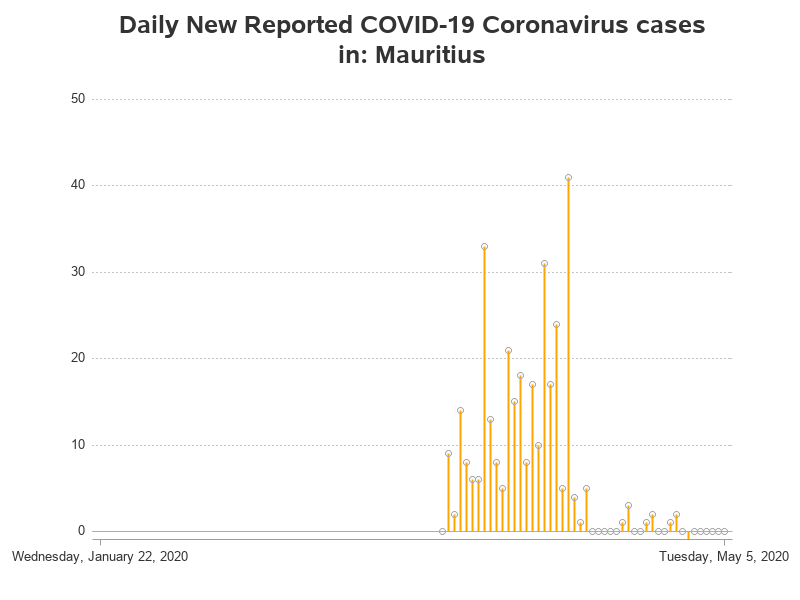 Daily New Reported COVID-19 Coronavirus cases
in: Mauritius
50
40
30
20
10
0
Wednesday, January 22, 2020
Tuesday, May 5, 2020